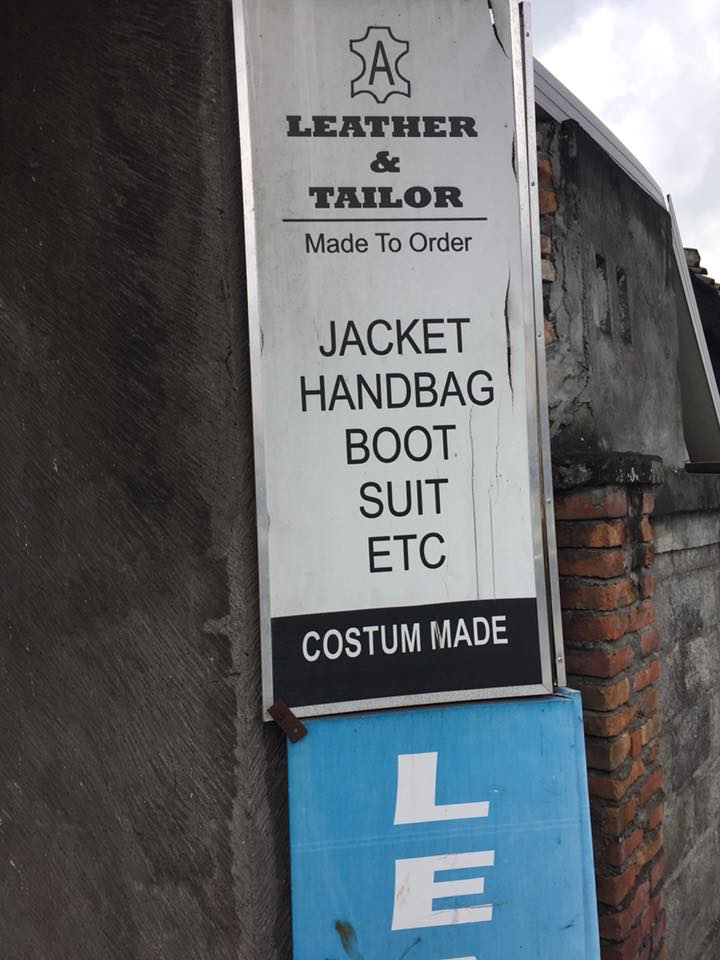 A
LEATHER
&
TAILOR
Made To Order
JACKET
HANDBAG
BOOT
SUIT
ETC
COSTUM MADE
L
E